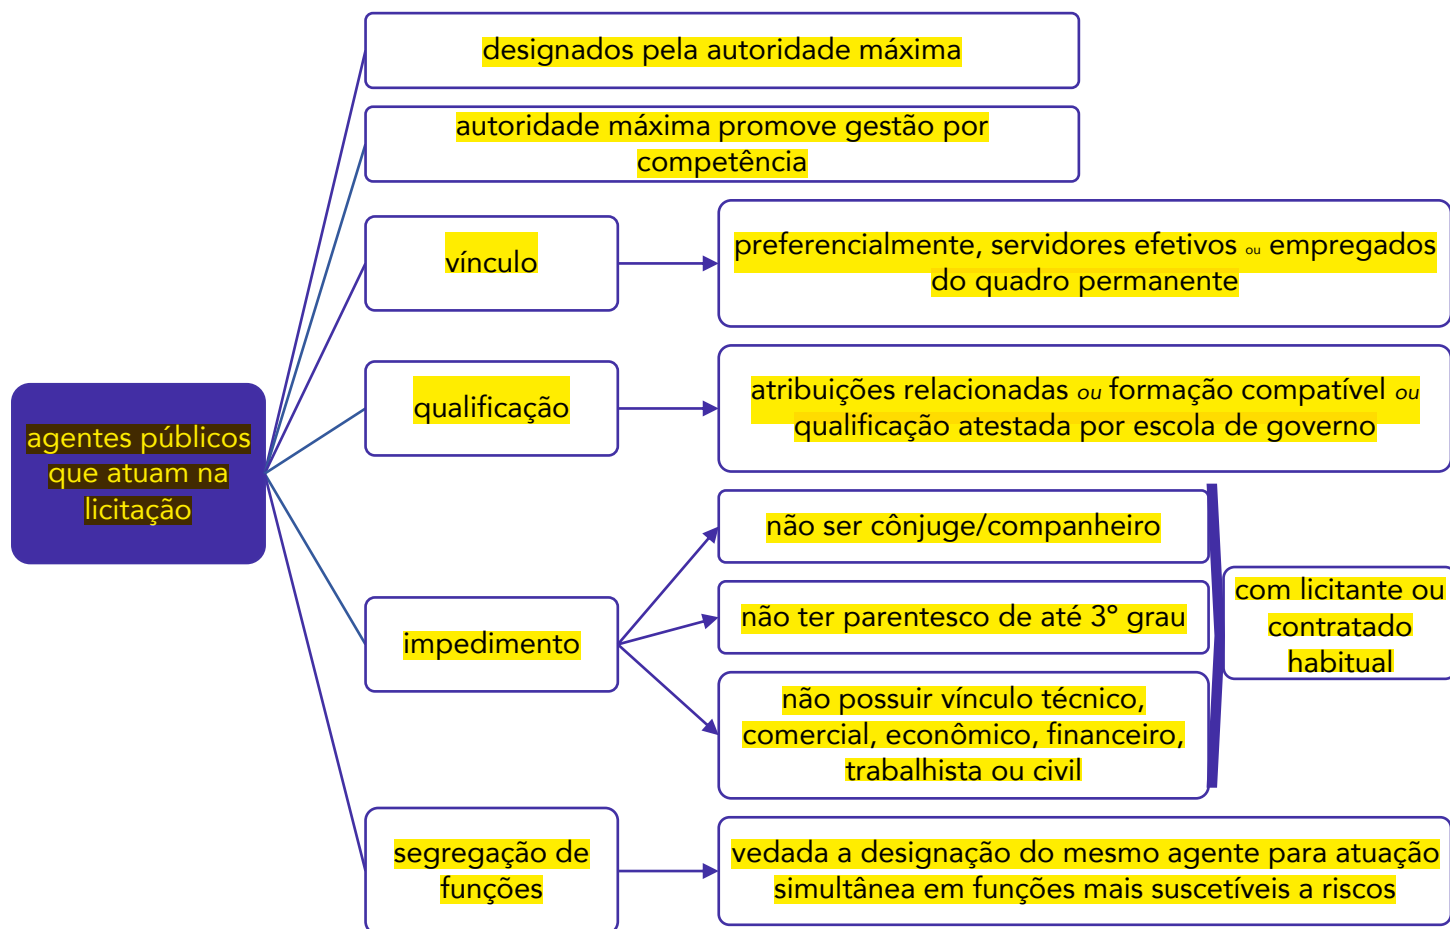 designados pela autoridade máxima
autoridade máxima promove gestão por
competência
vínculo
preferencialmente, servidores efetivos ou empregados
do quadro permanente
qualificação
atribuições relacionadas ou formação compatível ou
qualificação atestada por escola de governo
agentes públicos
que atuam na
licitação
impedimento
não ser cônjuge/companheiro
não ter parentesco de até 3º grau
não possuir vínculo técnico,
comercial, econômico, financeiro,
trabalhista ou civil
com licitante ou
contratado
habitual
segregação de
funções
vedada a designação do mesmo agente para atuação
simultânea em funções mais suscetíveis a riscos